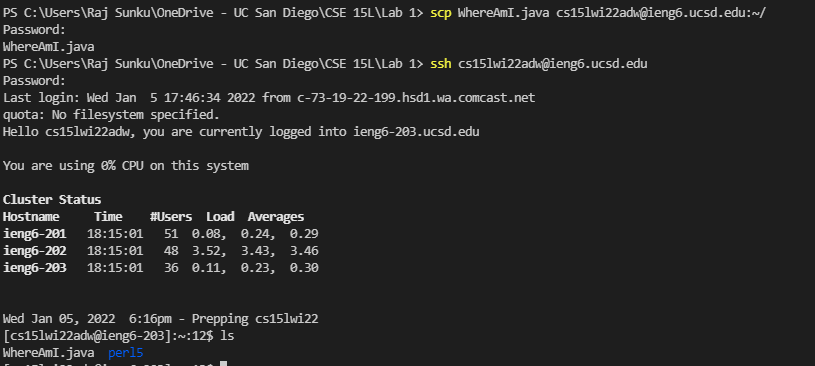 PS C:\Users\Raj Sunku\OneDrive - UC San Diego\CSE 15L\Lab 1> scp WhereAmI.java cs15lwi22adw@ieng6.ucsd.edu:~/
Password:
WhereAmI.java
PS C:\Users\Raj Sunku\OneDrive - UC San Diego\CSE 15L\Lab 1> ssh cs15lwi22adw@ieng6.ucsd.edu
Password:
Last login: Wed Jan  5 17:46:34 2022 from c-73-19-22-199.hsd1.wa.comcast.net
quota: No filesystem specified.
Hello cs15lwi22adw, you are currently logged into ieng6-203.ucsd.edu
You are using 0% CPU on this system
Cluster Status
Hostname     Time    #Users  Load  Averages
ieng6-201   18:15:01   51  0.08,  0.24,  0.29
ieng6-202   18:15:01   48  3.52,  3.43,  3.46
ieng6-203   18:15:01   36  0.11,  0.23,  0.30
Wed Jan 05, 2022  6:16pm - Prepping cs15lwi22
[cs15lwi22adw@ieng6-203]:~:12$ ls
WhereAmI.java  perl5